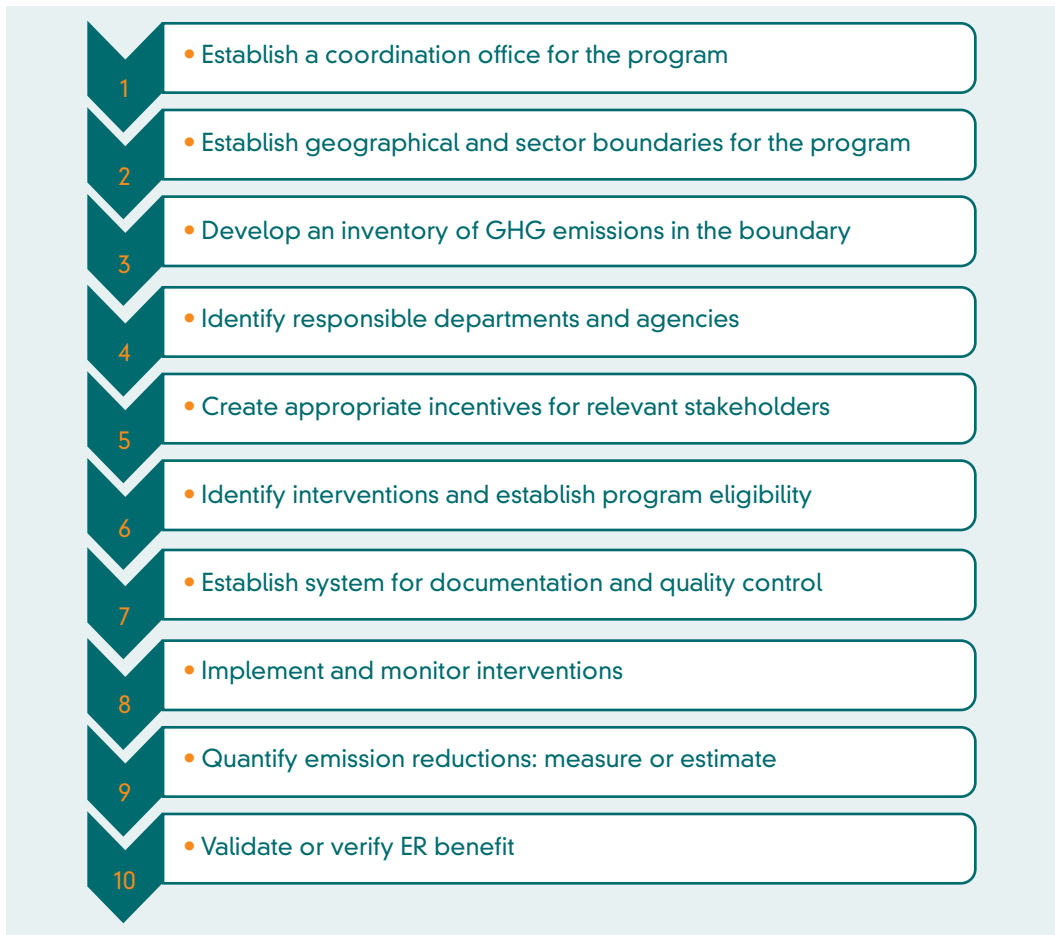 1
• Establish a coordination office for the program
2
• Establish geographical and sector boundaries for the program
3
• Develop an inventory of GHG emissions in the boundary
4
• Identify responsible departments and agencies
5
• Create appropriate incentives for relevant stakeholders
6
• Identify interventions and establish program eligibility
7
• Establish system for documentation and quality control
8
• Implement and monitor interventions
9
• Quantify emission reductions: measure or estimate
10
• Validate or verify ER benefit